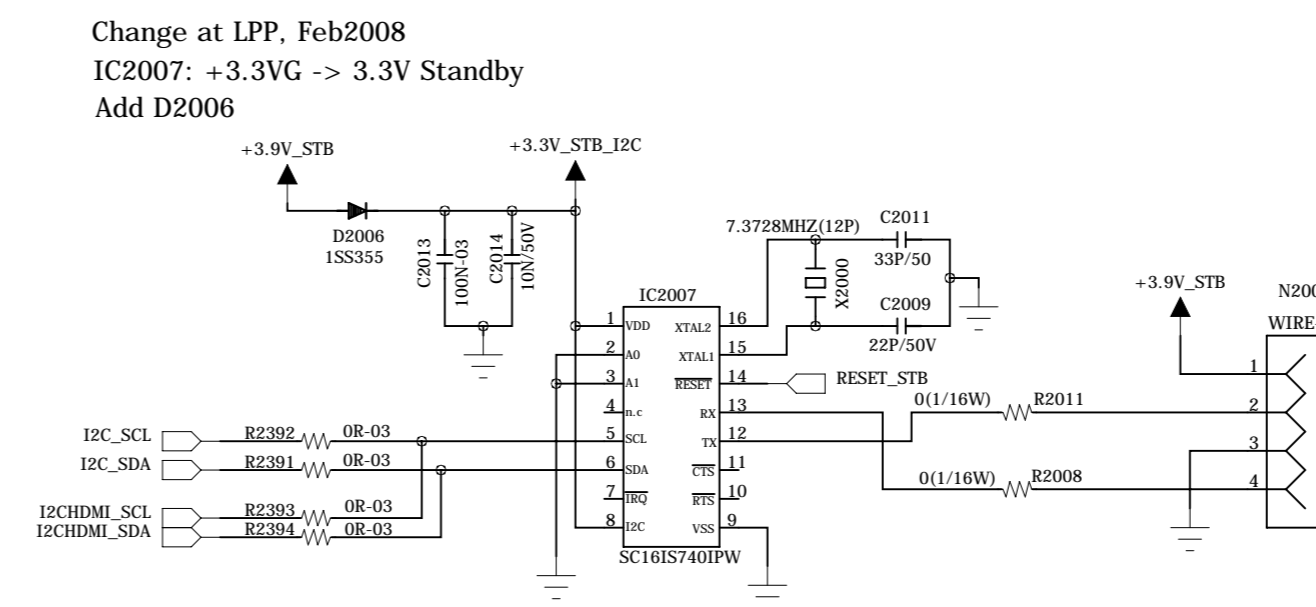 Change at LPP, Feb2008
IC2007: +3.3VG -> 3.3V Standby
Add D2006
+3.9V_STB
+3.3V_STB_I2C
D2006
1SS355
C2013
100N-03
C2014
10N/50V
7.3728MHZ(12P)
C2011
33P/50
X2000
C2009
22P/50V
+3.9V_STB
N200
WIRE
IC2007
1 VDD XTAL2 16
2 A0 XTAL1 15
3 A1 RESET 14
4 n.c RX 13
5 SCL TX 12
6 SDA CTS 11
7 IRQ RTS 10
8 I2C VSS 9
SC16IS740IPW
RESET_STB
0(1/16W) R2011
0(1/16W) R2008
1
2
3
4
I2C_SCL R2392 0R-03
I2C_SDA R2391 0R-03
I2CHDMI_SCL R2393 0R-03
I2CHDMI_SDA R2394 0R-03